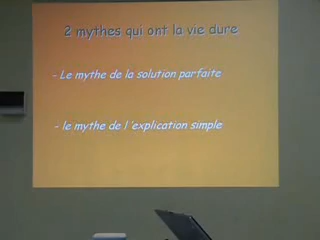 2 mythes qui ont la vie dure
- Le mythe de la solution parfaite
- le mythe de l'explication simple